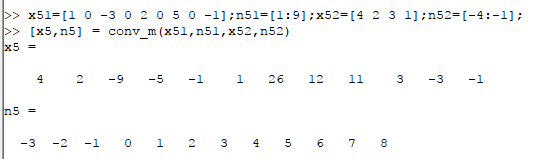 >> x51=[1 0 -3 0 2 0 5 0 -1];n51=[1:9];x52=[4 2 3 1];n52=[-4:-1];
>> [x5,n5] = conv_m(x51,n51,x52,n52)
x5 =
4 2 -9 -5 -1 1 26 12 11 3 -3 -1
n5 =
-3 -2 -1 0 1 2 3 4 5 6 7 8